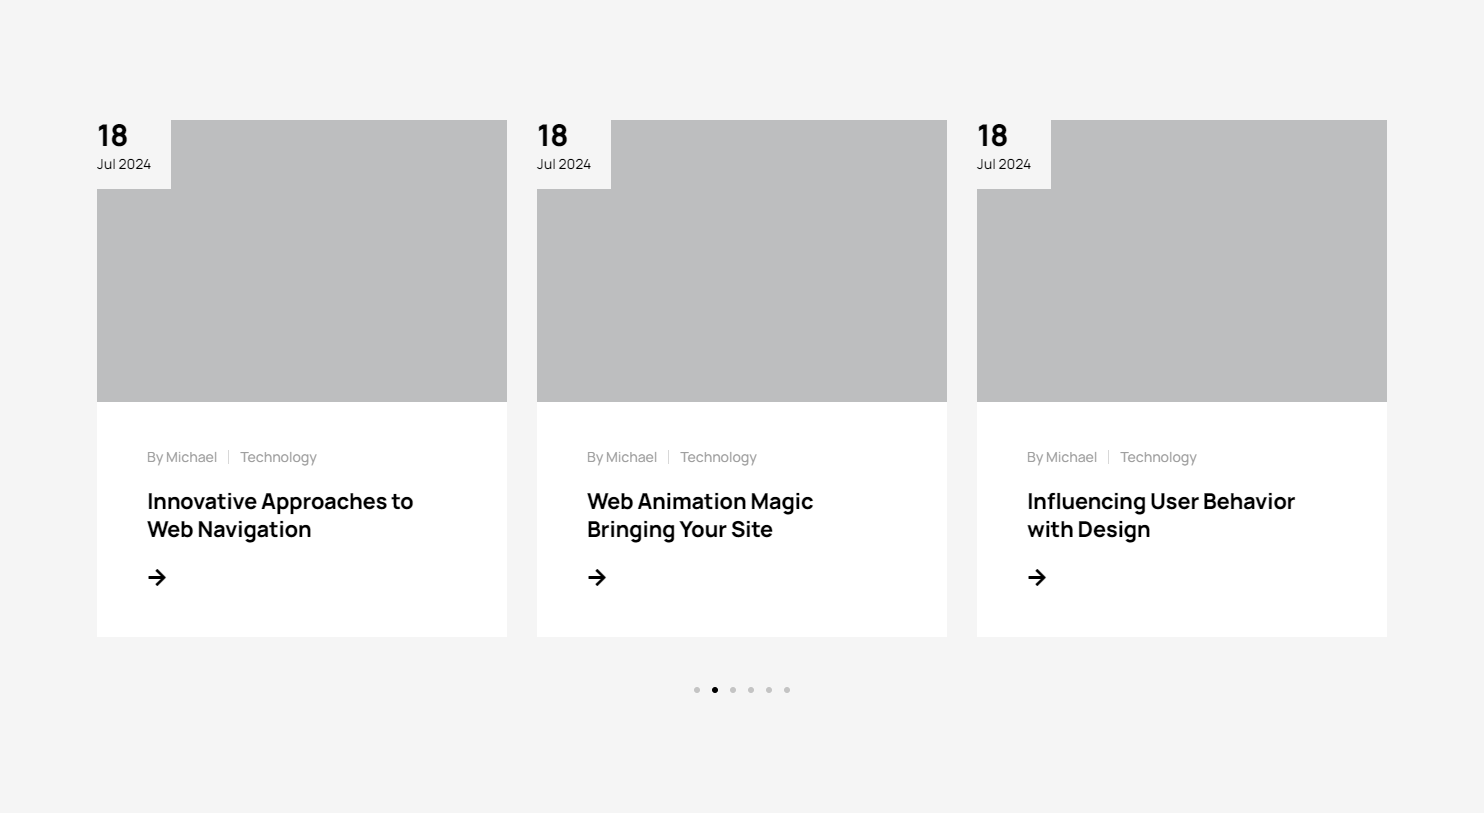 18
Jul 2024
By Michael
Technology
Innovative Approaches to
Web Navigation
18
Jul 2024
By Michael
Technology
Web Animation Magic
Bringing Your Site
18
Jul 2024
By Michael
Technology
Influencing User Behavior
with Design